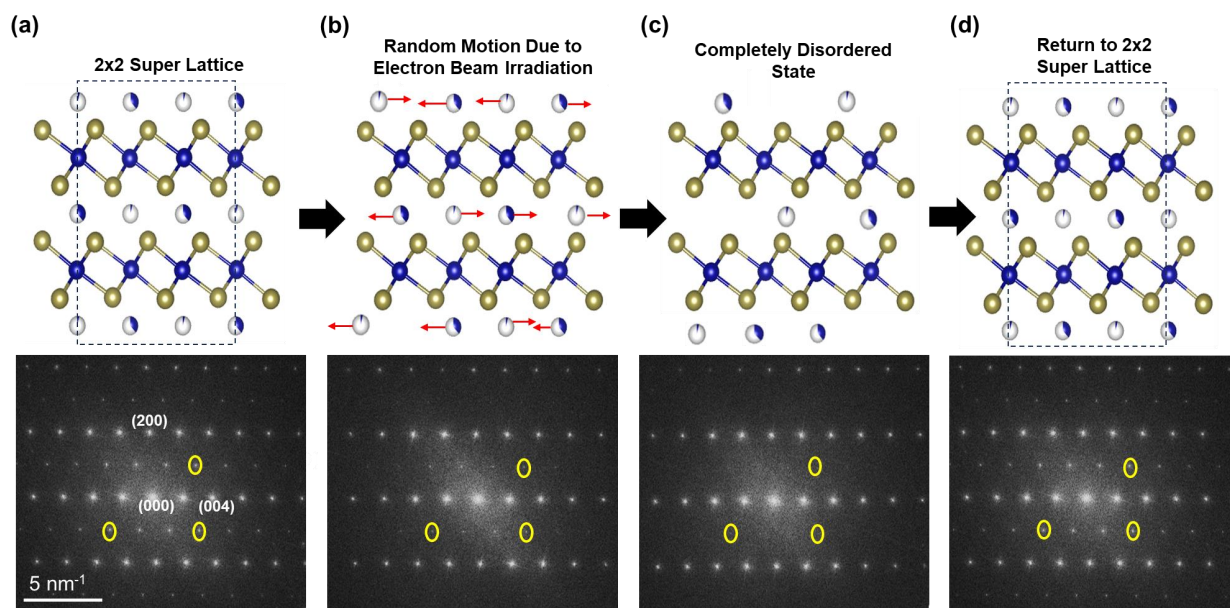 (a)
2x2 Super Lattice
(b)
Random Motion Due to
Electron Beam Irradiation
(c)
Completely Disordered
State
(d)
Return to 2x2
Super Lattice
(200)
(000)
(004)
5 nm⁻¹